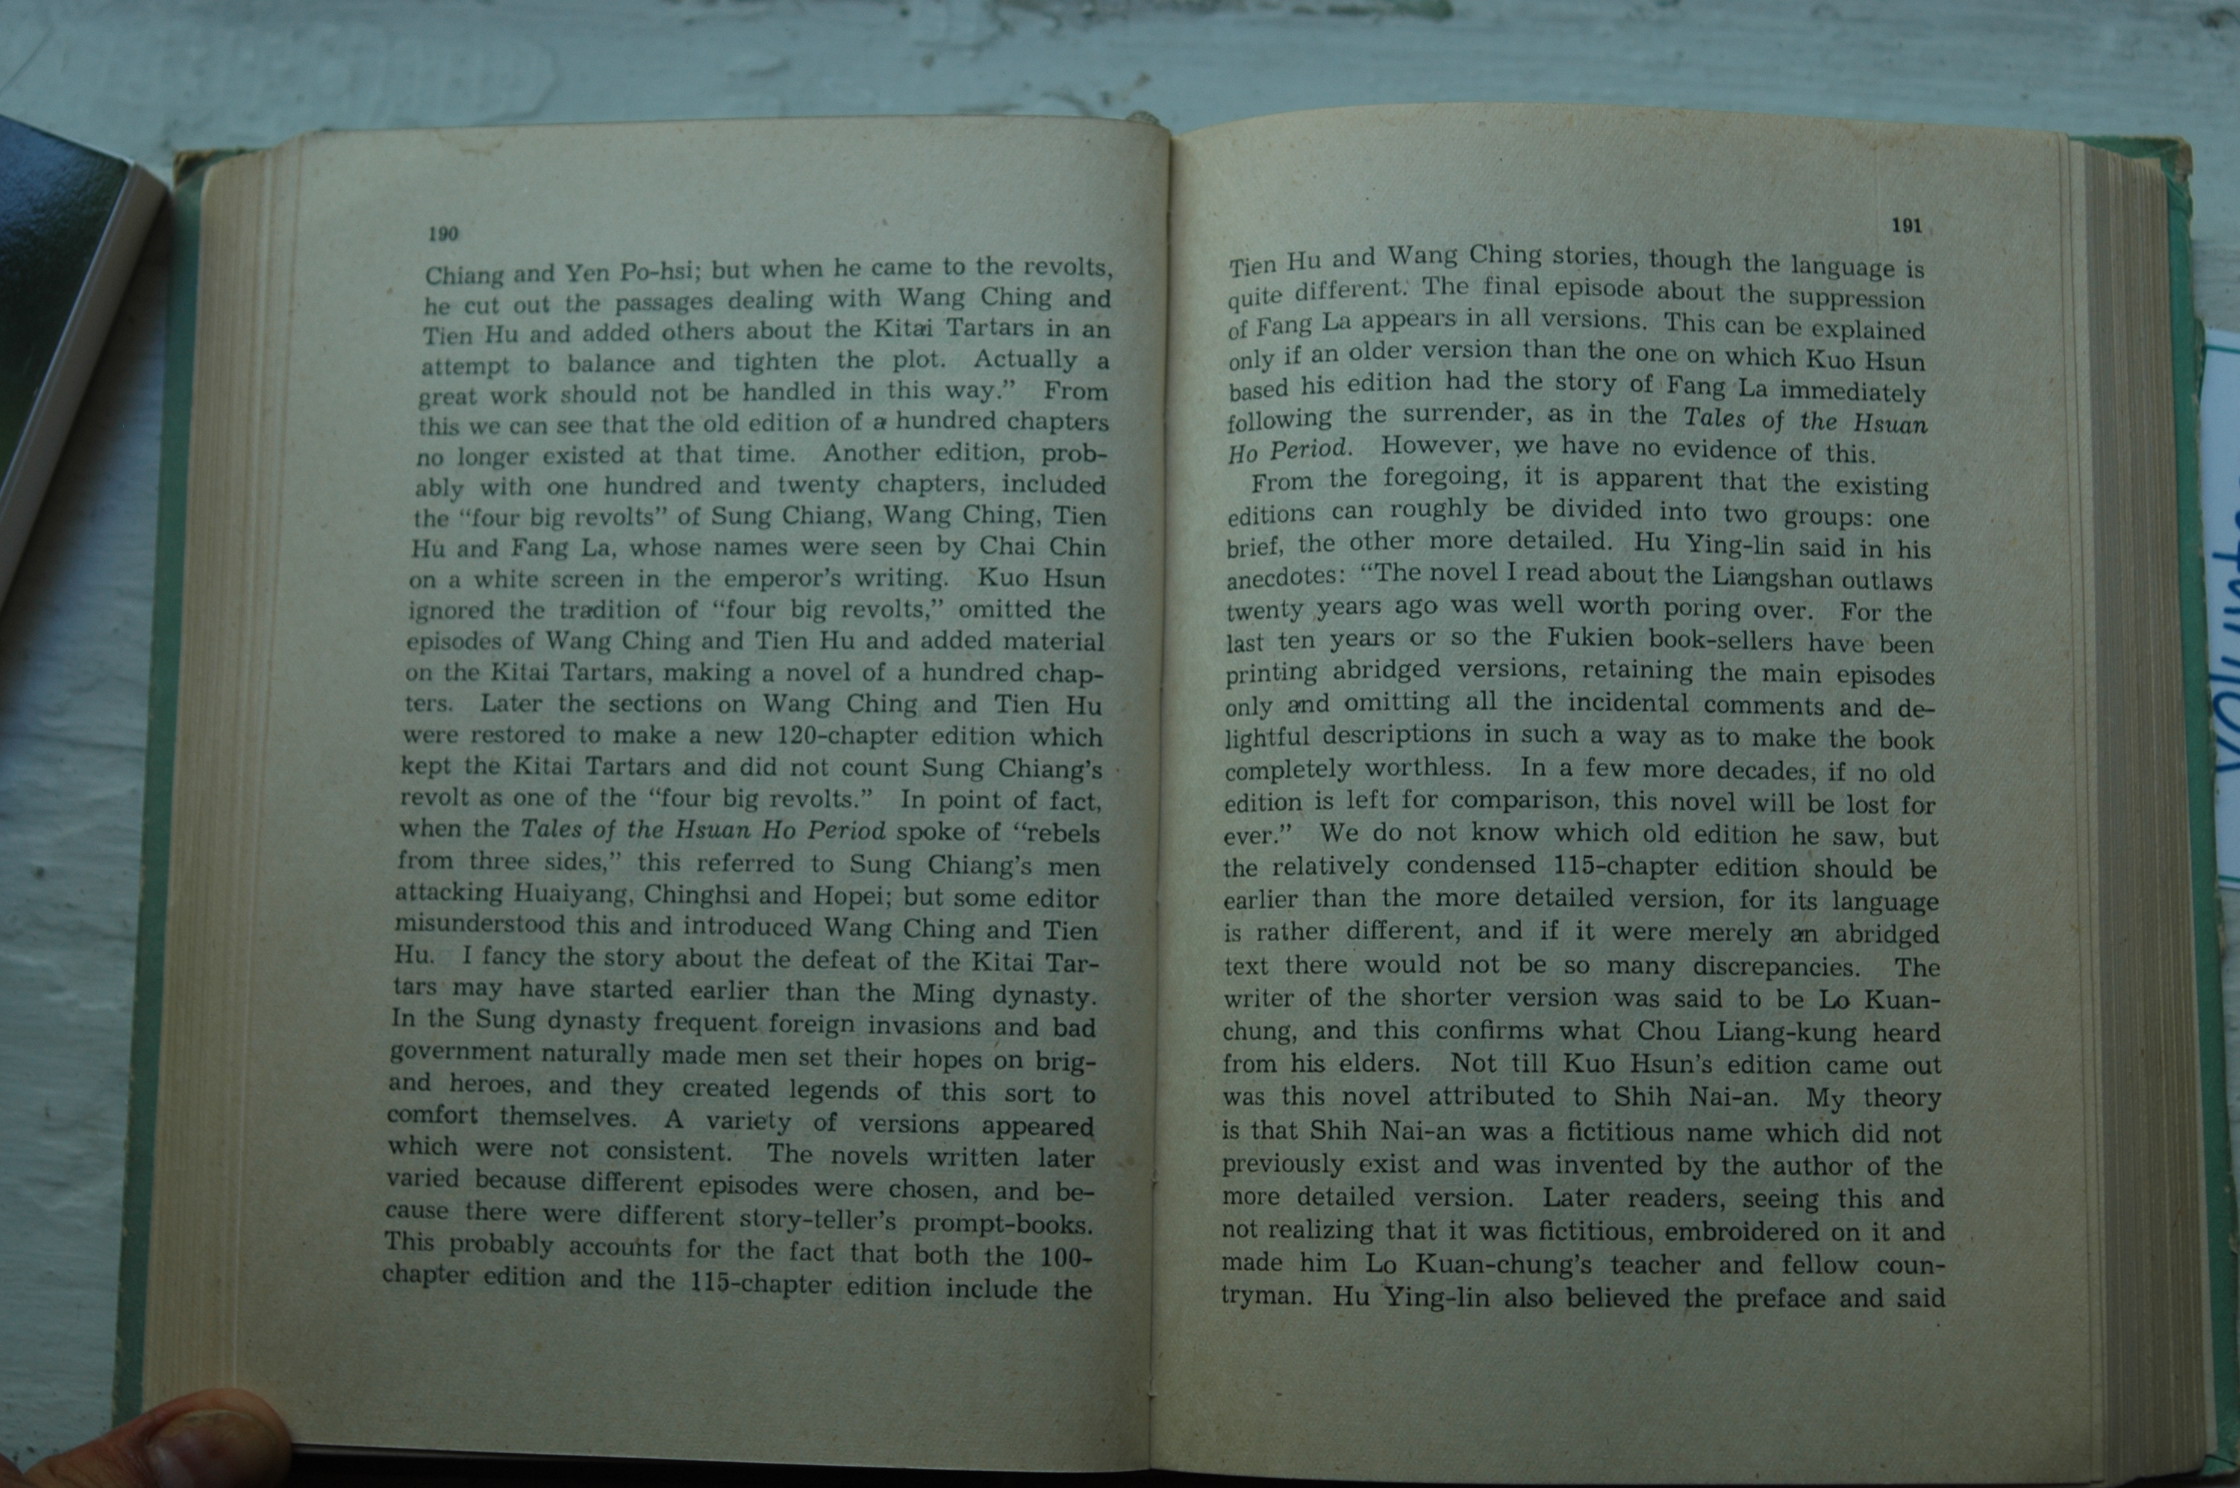 190
Chiang and Yen Po-hsi; but when he came to the revolts,
he cut out the passages dealing with Wang Ching and
Tien Hu and added others about the Kitai Tartars in an
attempt to balance and tighten the plot. Actually a
great work should not be handled in this way." From
this we can see that the old edition of a hundred chapters
no longer existed at that time. Another edition, prob-
ably with one hundred and twenty chapters, included
the "four big revolts" of Sung Chiang, Wang Ching, Tien
Hu and Fang La, whose names were seen by Chai Chin
on a white screen in the emperor's writing. Kuo Hsun
ignored the tradition of "four big revolts," omitted the
episodes of Wang Ching and Tien Hu and added material
on the Kitai Tartars, making a novel of a hundred chap-
ters. Later the sections on Wang Ching and Tien Hu
were restored to make a new 120-chapter edition which
kept the Kitai Tartars and did not count Sung Chiang's
revolt as one of the "four big revolts." In point of fact,
when the Tales of the Hsuan Ho Period spoke of "rebels
from three sides," this referred to Sung Chiang's men
attacking Huaiyang, Chinghsi and Hopei; but some editor
misunderstood this and introduced Wang Ching and Tien
Hu. I fancy the story about the defeat of the Kitai Tar-
tars may have started earlier than the Ming dynasty.
In the Sung dynasty frequent foreign invasions and bad
government naturally made men set their hopes on brig-
and heroes, and they created legends of this sort to
comfort themselves. A variety of versions appeared
which were not consistent. The novels written later
varied because different episodes were chosen, and be-
cause there were different story-teller's prompt-books.
This probably accounts for the fact that both the 100-
chapter edition and the 115-chapter edition include the
191
Tien Hu and Wang Ching stories, though the language is
quite different. The final episode about the suppression
of Fang La appears in all versions. This can be explained
only if an older version than the one on which Kuo Hsun
based his edition had the story of Fang La immediately
following the surrender, as in the Tales of the Hsuan
Ho Period. However, we have no evidence of this.
From the foregoing, it is apparent that the existing
editions can roughly be divided into two groups: one
brief, the other more detailed. Hu Ying-lin said in his
anecdotes: "The novel I read about the Liangshan outlaws
twenty years ago was well worth poring over. For the
last ten years or so the Fukien book-sellers have been
printing abridged versions, retaining the main episodes
only and omitting all the incidental comments and de-
lightful descriptions in such a way as to make the book
completely worthless. In a few more decades, if no old
edition is left for comparison, this novel will be lost for
ever." We do not know which old edition he saw, but
the relatively condensed 115-chapter edition should be
earlier than the more detailed version, for its language
is rather different, and if it were merely an abridged
text there would not be so many discrepancies. The
writer of the shorter version was said to be Lo Kuan-
chung, and this confirms what Chou Liang-kung heard
from his elders. Not till Kuo Hsun's edition came out
was this novel attributed to Shih Nai-an. My theory
is that Shih Nai-an was a fictitious name which did not
previously exist and was invented by the author of the
more detailed version. Later readers, seeing this and
not realizing that it was fictitious, embroidered on it and
made him Lo Kuan-chung's teacher and fellow coun-
tryman. Hu Ying-lin also believed the preface and said